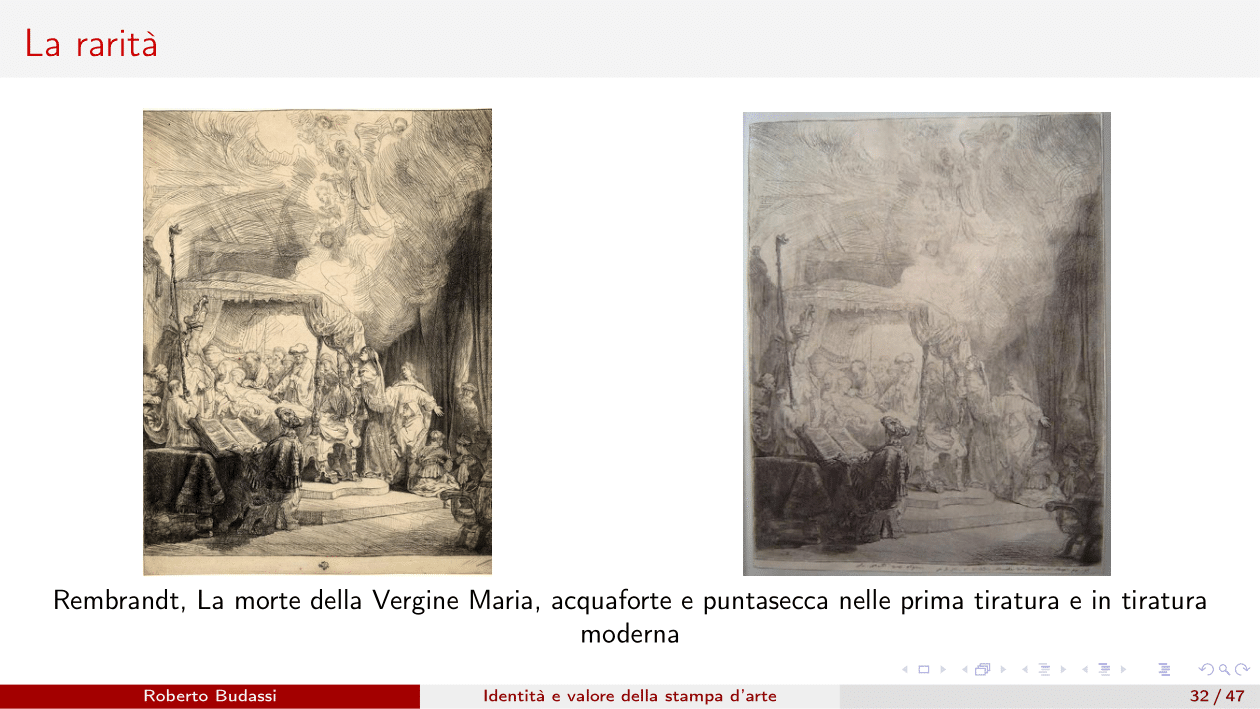 La rarità
Rembrandt, La morte della Vergine Maria, acquaforte e puntasecca nelle prima tiratura e in tiratura
moderna
Roberto Budassi
Identità e valore della stampa d'arte
32 / 47